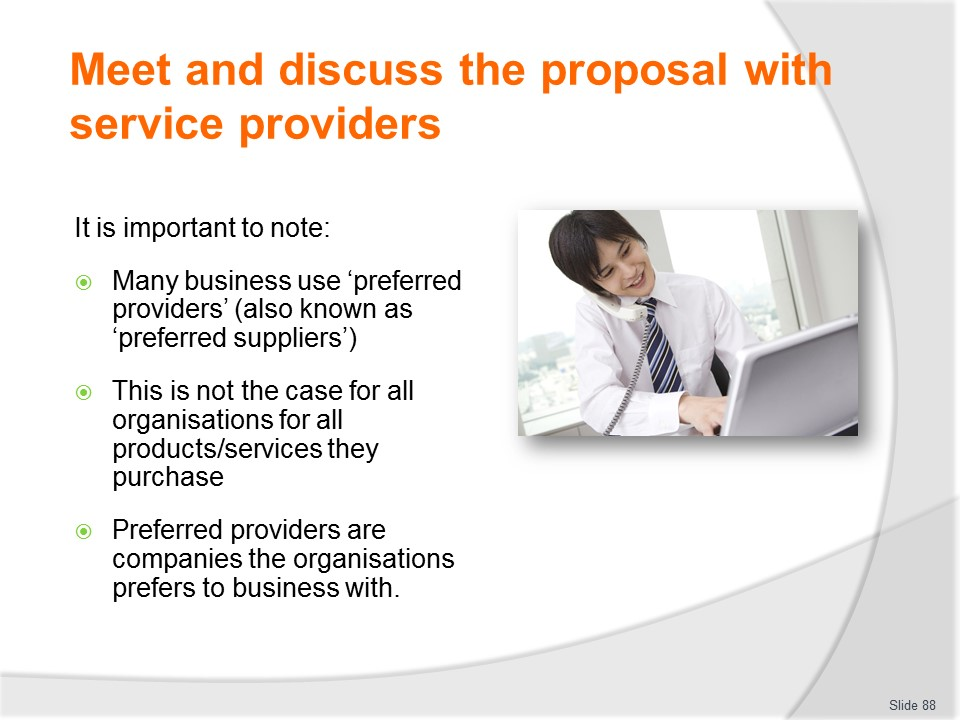 Meet and discuss the proposal with
service providers
It is important to note:
Many business use ‘preferred
providers’ (also known as
‘preferred suppliers’)
This is not the case for all
organisations for all
products/services they
purchase
Preferred providers are
companies the organisations
prefers to business with.
Slide 88